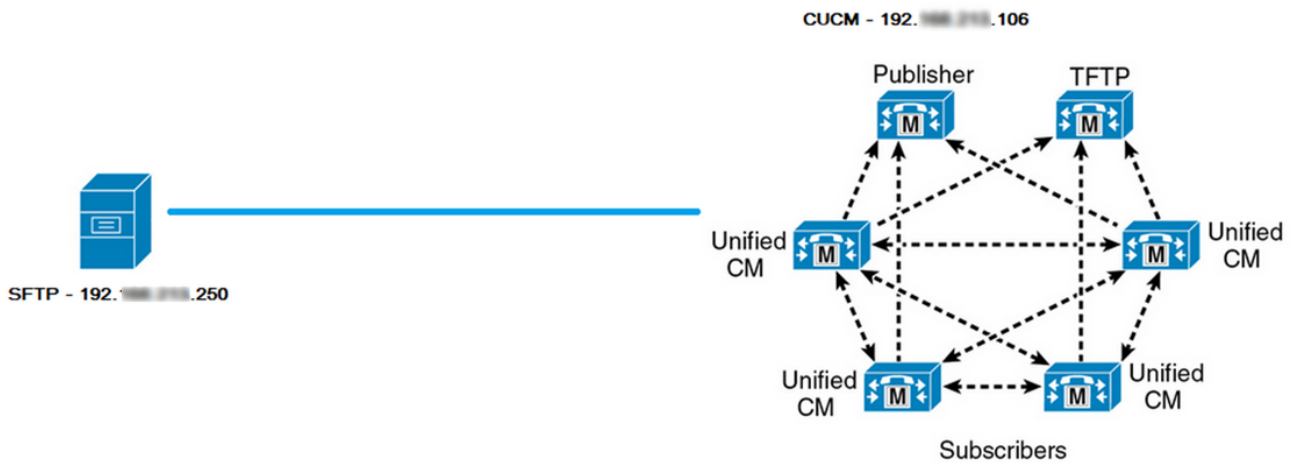 CUCM - 192. .106
Publisher
TFTP
M
M
Unified
CM
M
M
Unified
CM
SFTP - 192. .250
Unified
CM
M
M
Unified
CM
Subscribers